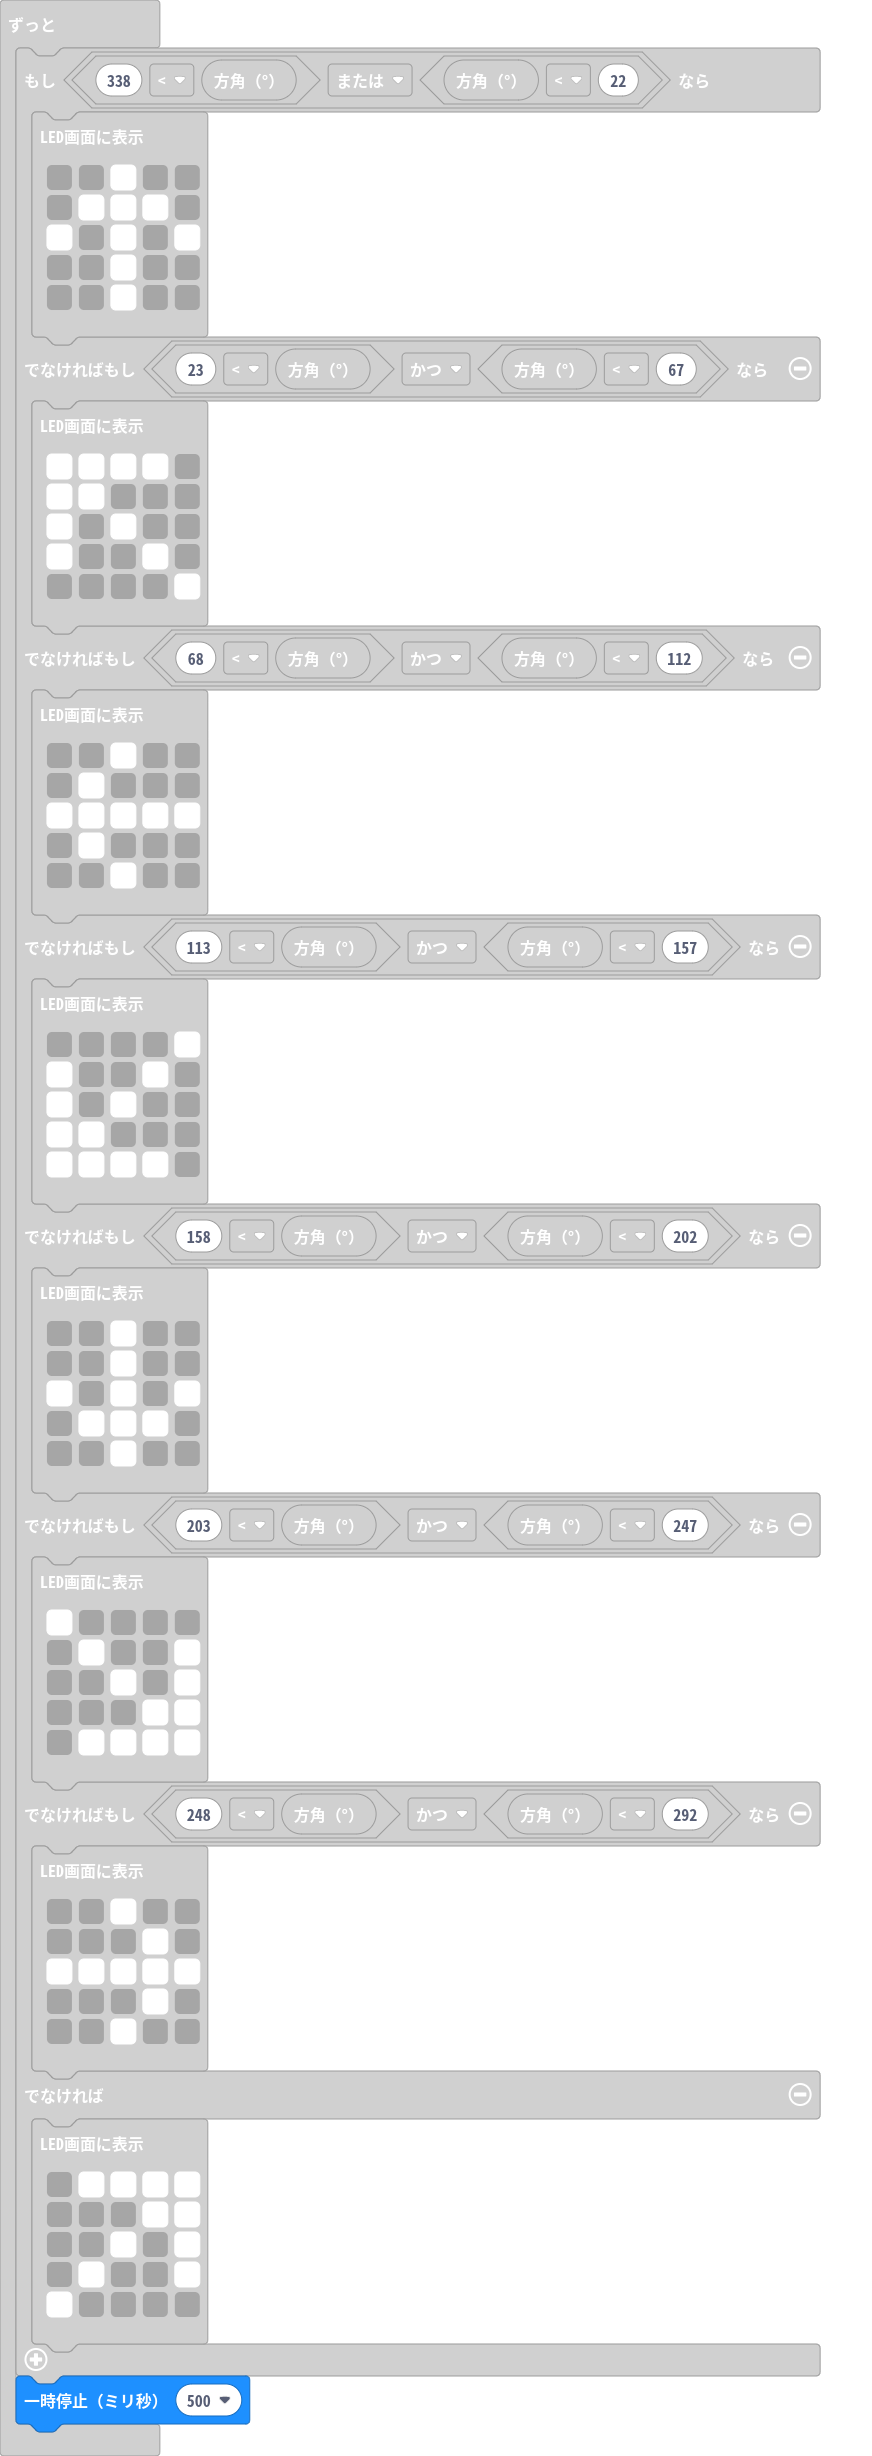 ずっと
もし 338 < 方角（°） または 方角（°） < 22 なら
LED画面に表示
でなければもし 23 < 方角（°） かつ 方角（°） < 67 なら
LED画面に表示
でなければもし 68 < 方角（°） かつ 方角（°） < 112 なら
LED画面に表示
でなければもし 113 < 方角（°） かつ 方角（°） < 157 なら
LED画面に表示
でなければもし 158 < 方角（°） かつ 方角（°） < 202 なら
LED画面に表示
でなければもし 203 < 方角（°） かつ 方角（°） < 247 なら
LED画面に表示
でなければもし 248 < 方角（°） かつ 方角（°） < 292 なら
LED画面に表示
でなければ
LED画面に表示
一時停止（ミリ秒） 500